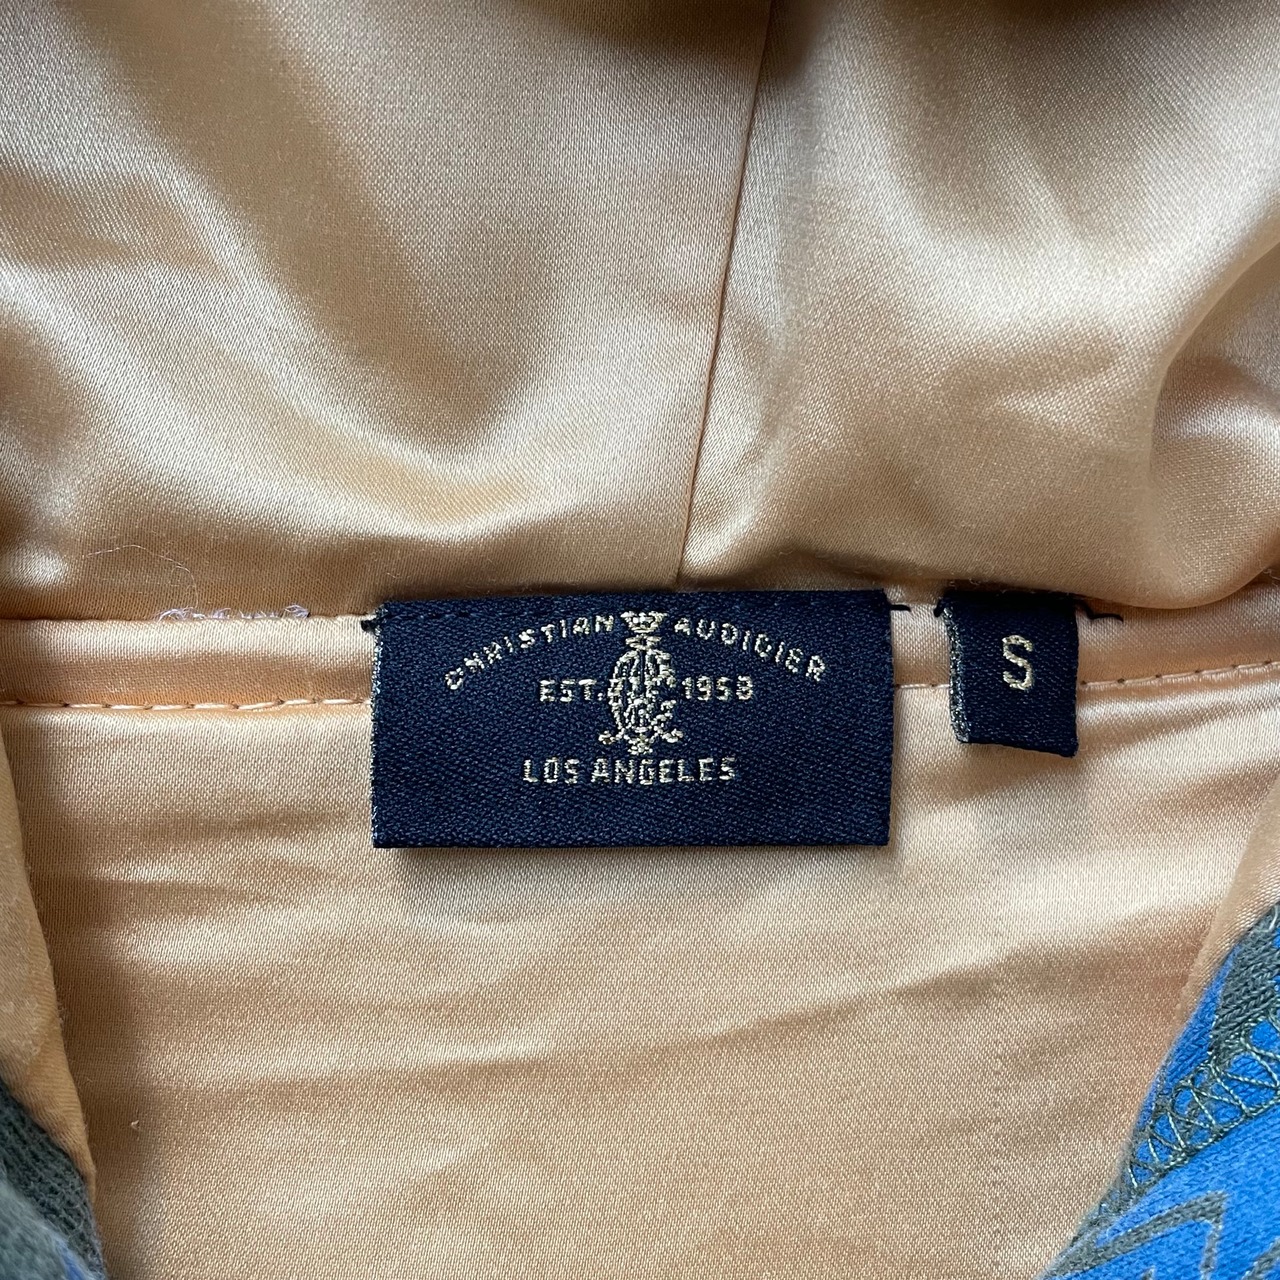 CHRISTIAN AUDIGIER
EST. 1958
LOS ANGELES
S